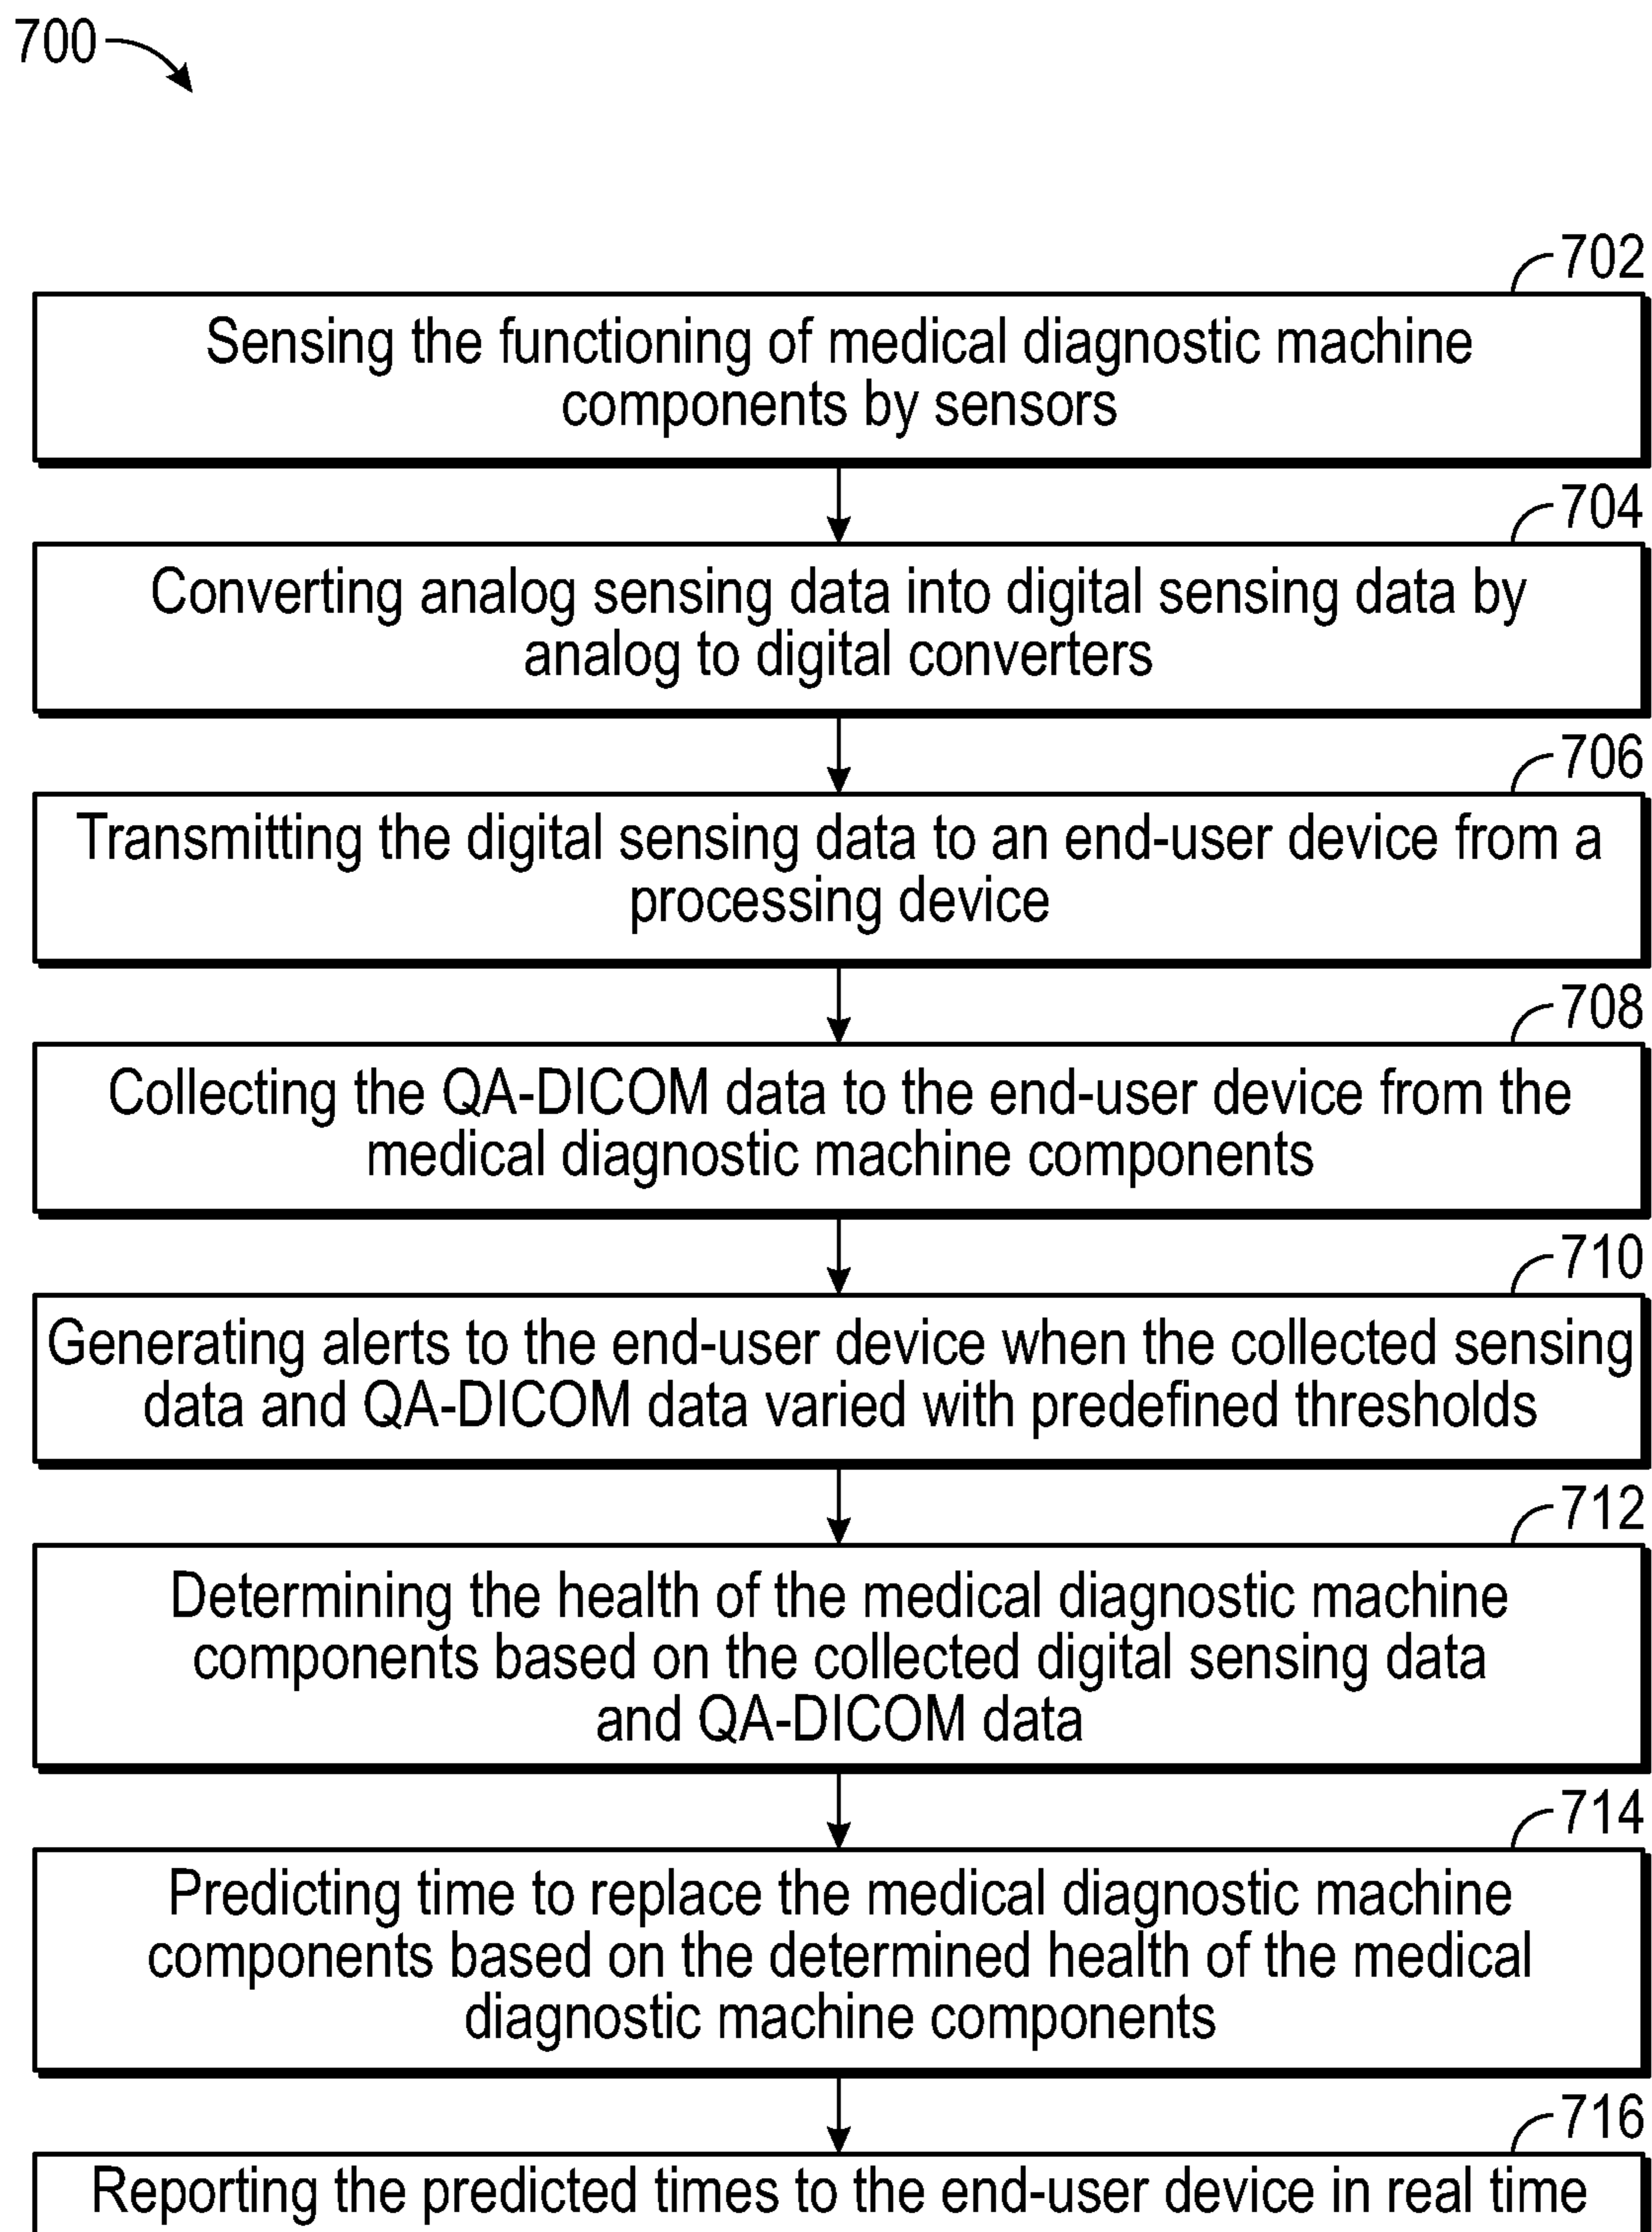 700
702
Sensing the functioning of medical diagnostic machine
components by sensors
704
Converting analog sensing data into digital sensing data by
analog to digital converters
706
Transmitting the digital sensing data to an end-user device from a
processing device
708
Collecting the QA-DICOM data to the end-user device from the
medical diagnostic machine components
710
Generating alerts to the end-user device when the collected sensing
data and QA-DICOM data varied with predefined thresholds
712
Determining the health of the medical diagnostic machine
components based on the collected digital sensing data
and QA-DICOM data
714
Predicting time to replace the medical diagnostic machine
components based on the determined health of the medical
diagnostic machine components
716
Reporting the predicted times to the end-user device in real time